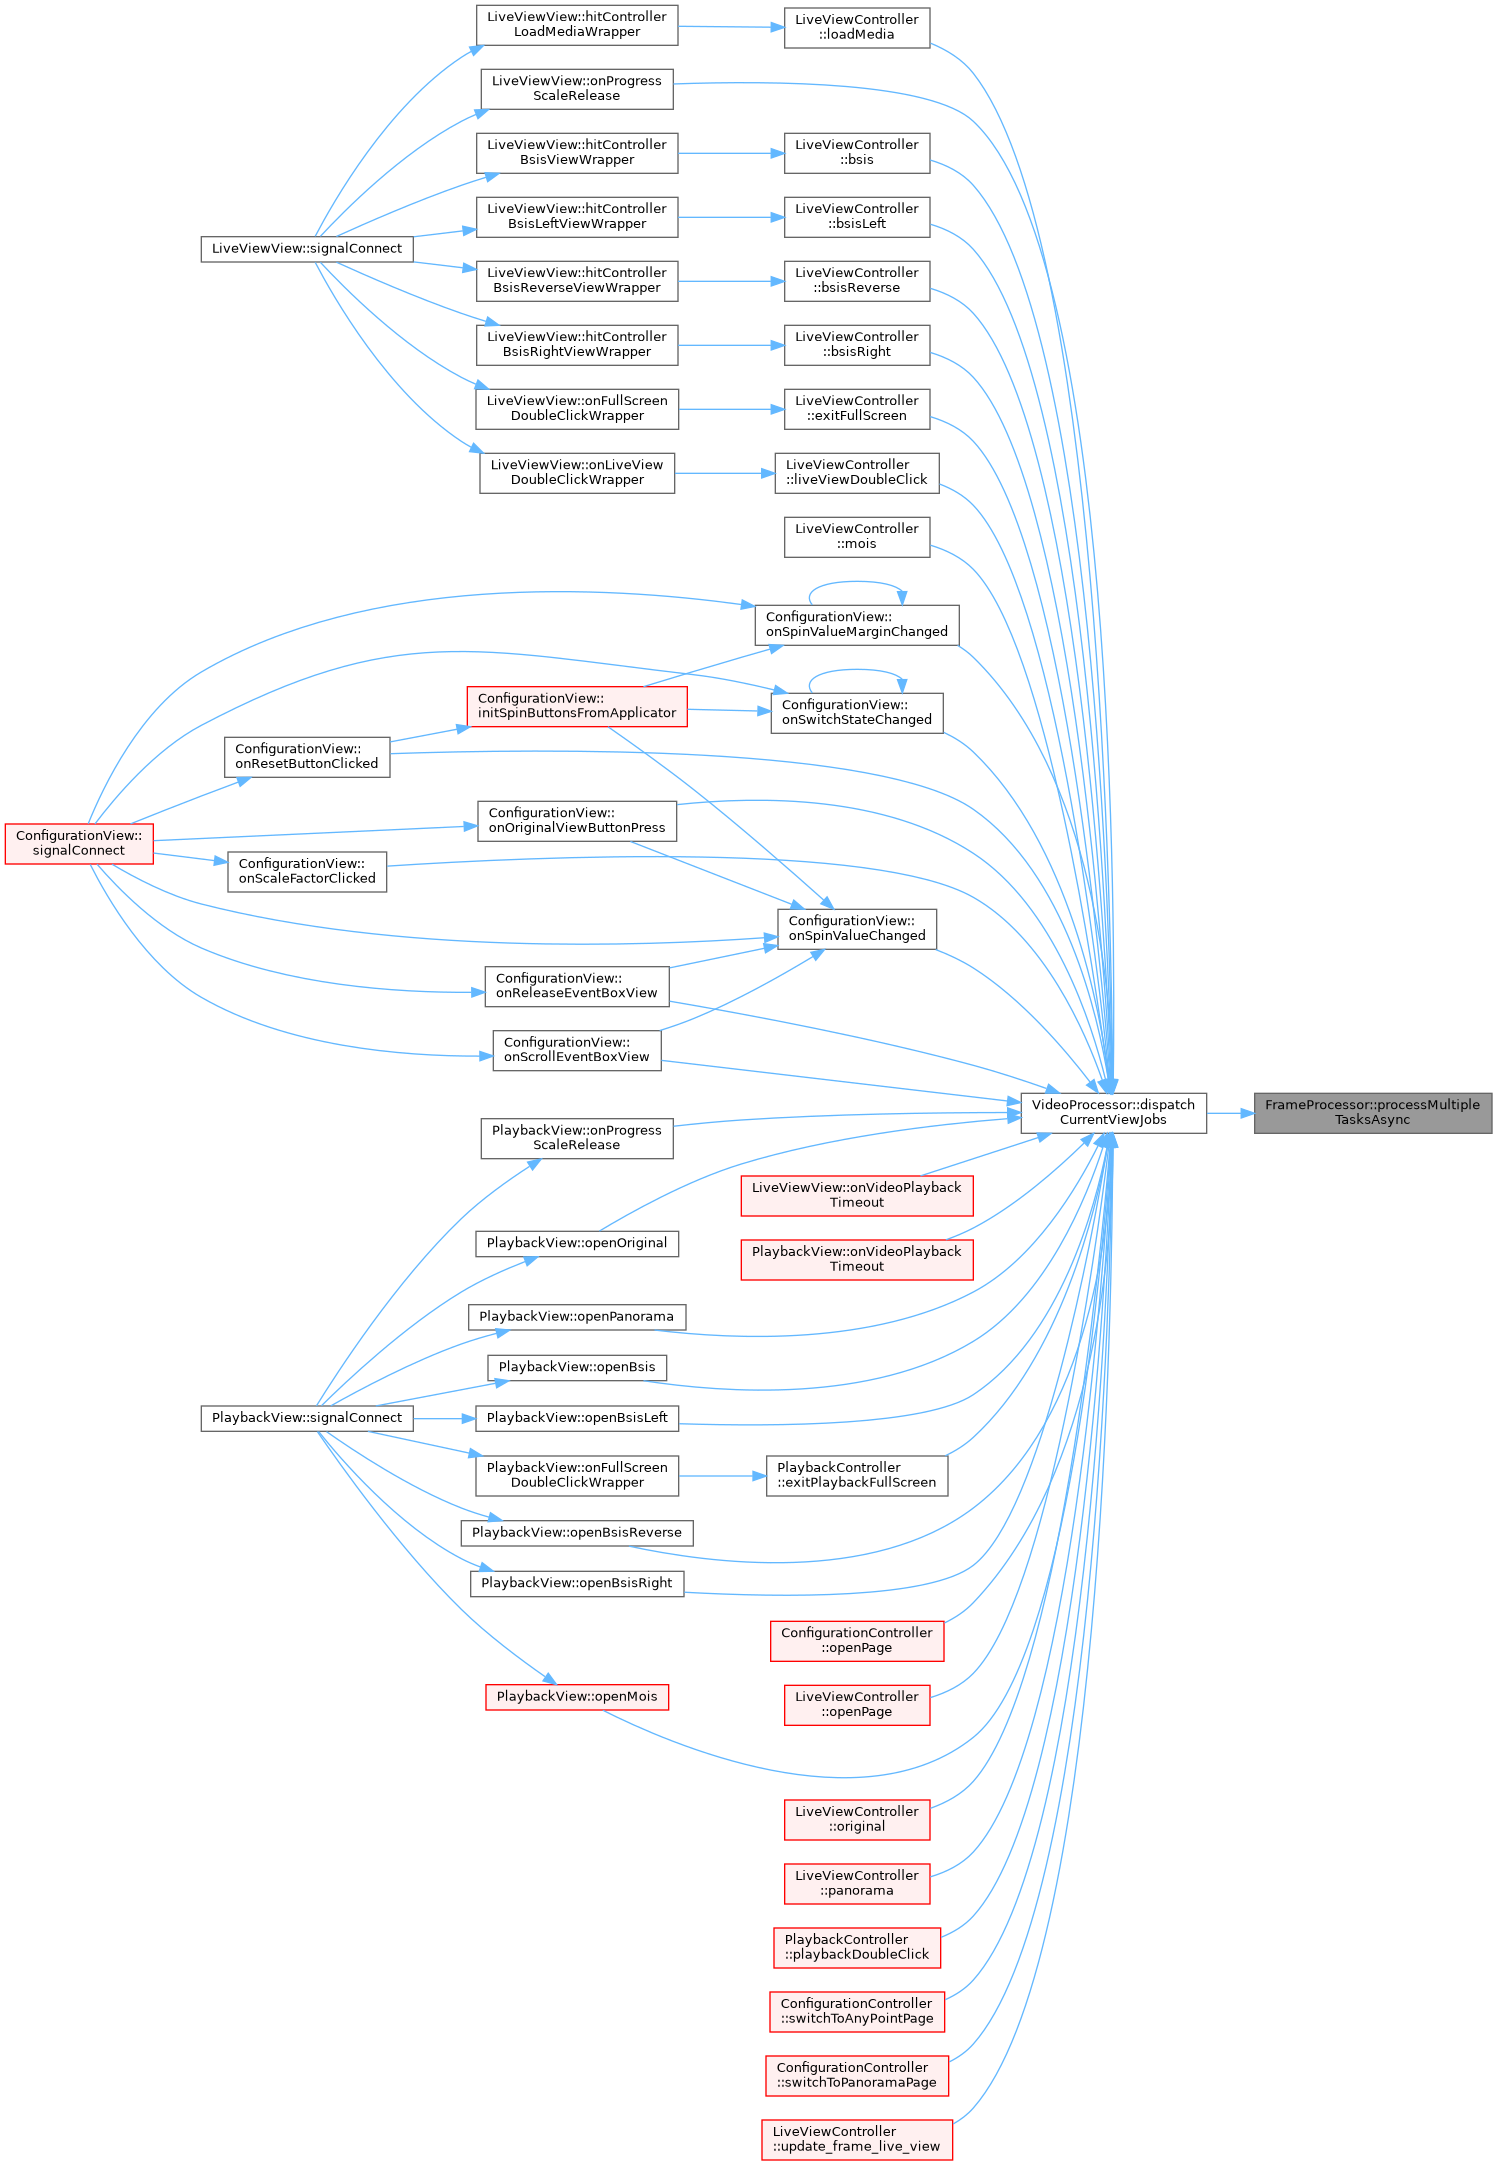 LiveViewView::hitController
LoadMediaWrapper
LiveViewController
::loadMedia
LiveViewView::onProgress
ScaleRelease
LiveViewView::hitController
BsisViewWrapper
LiveViewController
::bsis
LiveViewView::hitController
BsisLeftViewWrapper
LiveViewController
::bsisLeft
LiveViewView::signalConnect
LiveViewView::hitController
BsisReverseViewWrapper
LiveViewController
::bsisReverse
LiveViewView::hitController
BsisRightViewWrapper
LiveViewController
::bsisRight
LiveViewView::onFullScreen
DoubleClickWrapper
LiveViewController
::exitFullScreen
LiveViewView::onLiveView
DoubleClickWrapper
LiveViewController
::liveViewDoubleClick
LiveViewController
::mois
ConfigurationView::
onSpinValueMarginChanged
ConfigurationView::
initSpinButtonsFromApplicator
ConfigurationView::
onSwitchStateChanged
ConfigurationView::
onResetButtonClicked
ConfigurationView::
onOriginalViewButtonPress
ConfigurationView::
signalConnect
ConfigurationView::
onScaleFactorClicked
ConfigurationView::
onSpinValueChanged
ConfigurationView::
onReleaseEventBoxView
ConfigurationView::
onScrollEventBoxView
VideoProcessor::dispatch
CurrentViewJobs
FrameProcessor::processMultiple
TasksAsync
PlaybackView::onProgress
ScaleRelease
LiveViewView::onVideoPlayback
Timeout
PlaybackView::openOriginal
PlaybackView::onVideoPlayback
Timeout
PlaybackView::openPanorama
PlaybackView::openBsis
PlaybackView::signalConnect
PlaybackView::openBsisLeft
PlaybackView::onFullScreen
DoubleClickWrapper
PlaybackController
::exitPlaybackFullScreen
PlaybackView::openBsisReverse
PlaybackView::openBsisRight
ConfigurationController
::openPage
PlaybackView::openMois
LiveViewController
::openPage
LiveViewController
::original
LiveViewController
::panorama
PlaybackController
::playbackDoubleClick
ConfigurationController
::switchToAnyPointPage
ConfigurationController
::switchToPanoramaPage
LiveViewController
::update_frame_live_view